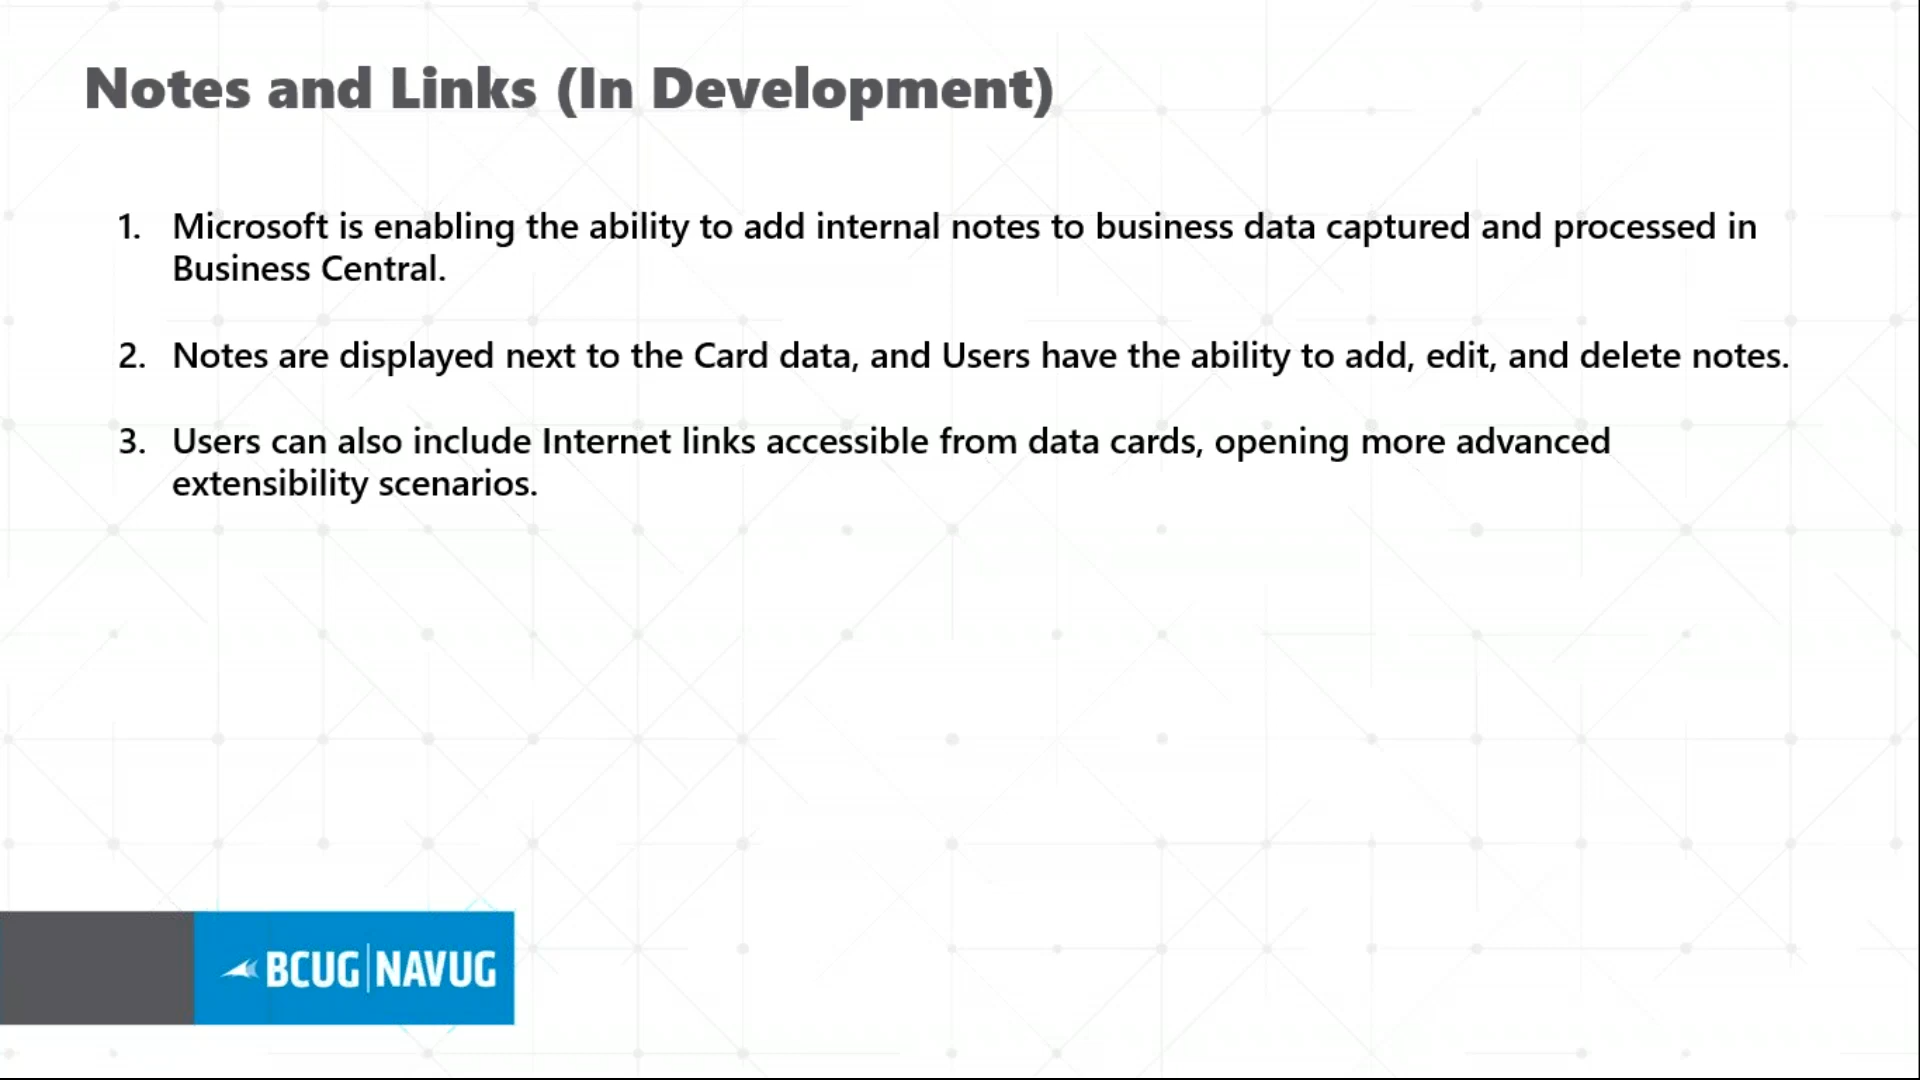 Notes and Links (In Development)
1. Microsoft is enabling the ability to add internal notes to business data captured and processed in
Business Central.
2. Notes are displayed next to the Card data, and Users have the ability to add, edit, and delete notes.
3. Users can also include Internet links accessible from data cards, opening more advanced
extensibility scenarios.
BCUG|NAVUG